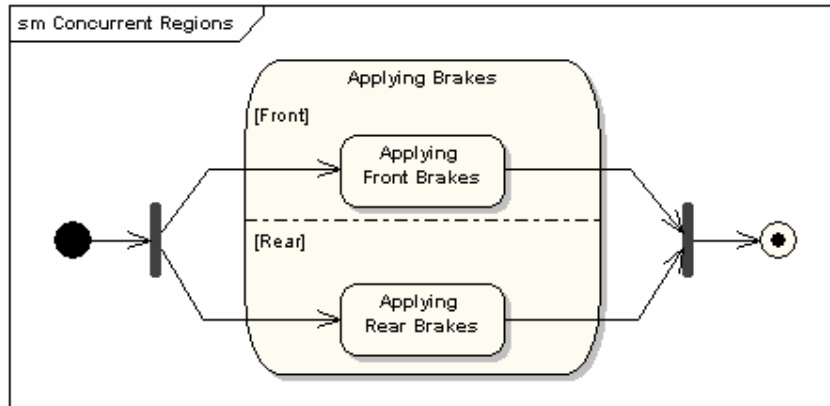 sm Concurrent Regions
Applying Brakes
[Front]
Applying
Front Brakes
[Rear]
Applying
Rear Brakes